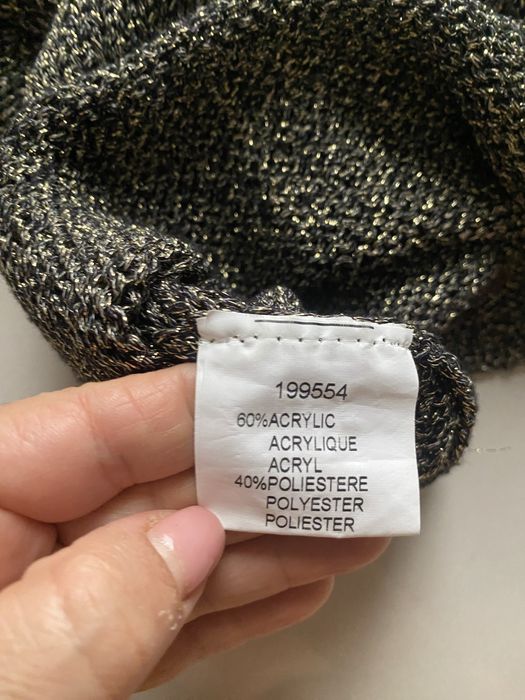 199554
60%ACRYLIC
ACRYLIQUE
ACRYL
40%POLIESTERE
POLYESTER
POLIESTER